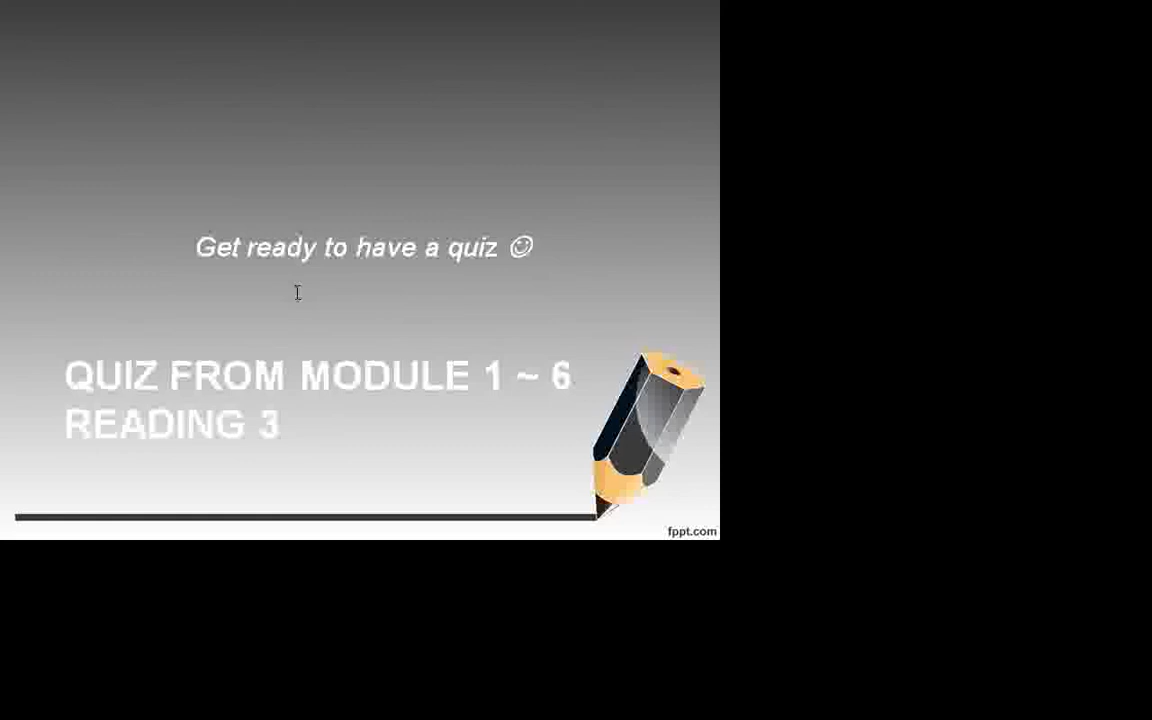 Get ready to have a quiz ☺
QUIZ FROM MODULE 1 ~ 6
READING 3
fppt.com